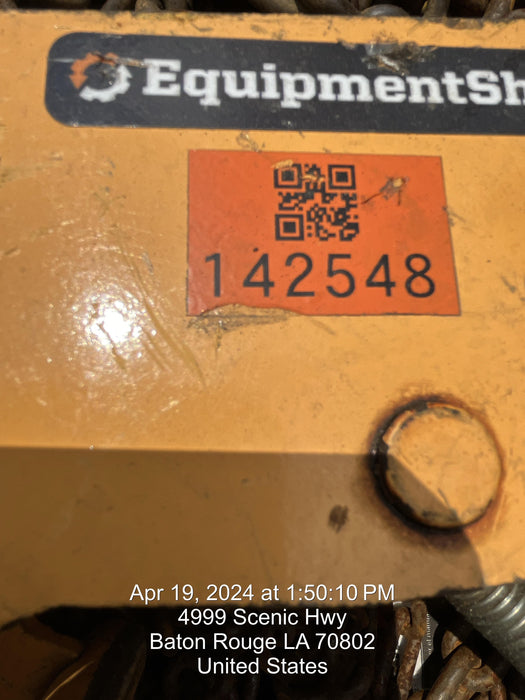 EquipmentSh
142548
Apr 19, 2024 at 1:50:10 PM
4999 Scenic Hwy
Baton Rouge LA 70802
United States